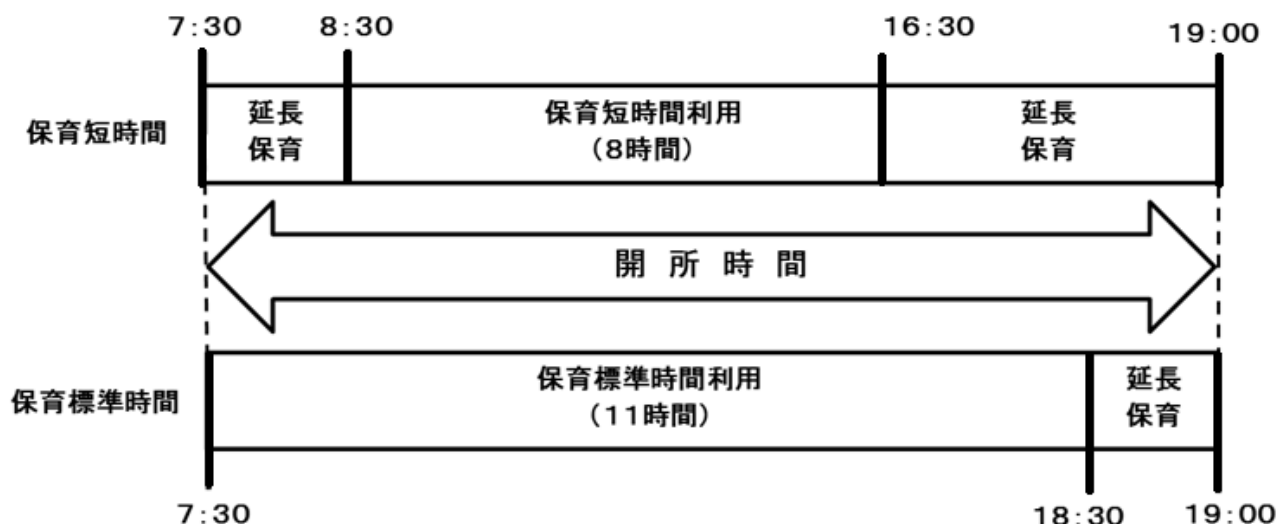 7:30 8:30 16:30 19:00
保育短時間
延長
保育
保育短時間利用
(8時間)
延長
保育
開所時間
保育標準時間
保育標準時間利用
(11時間)
延長
保育
7:30 18:30 19:00